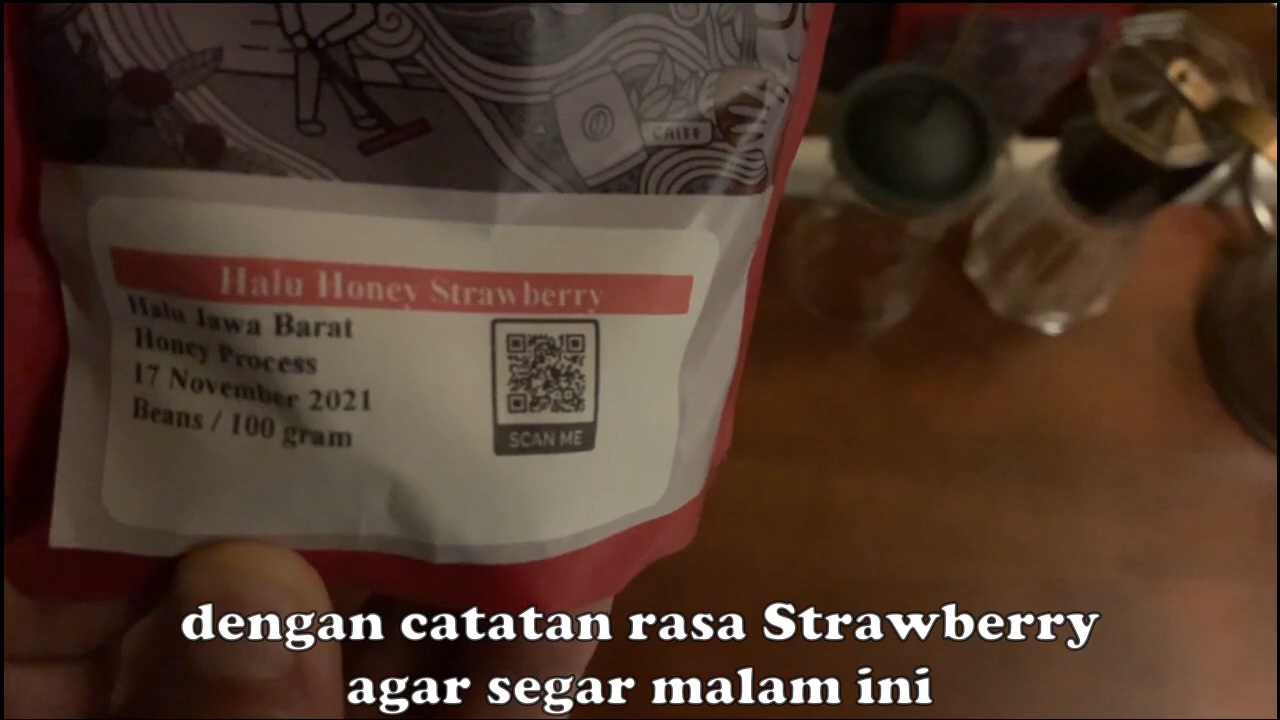 CAIFE
Halu Honey Strawberry
Halu Jawa Barat
Honey Process
17 November 2021
Beans / 100 gram
SCAN ME
dengan catatan rasa Strawberry
agar segar malam ini